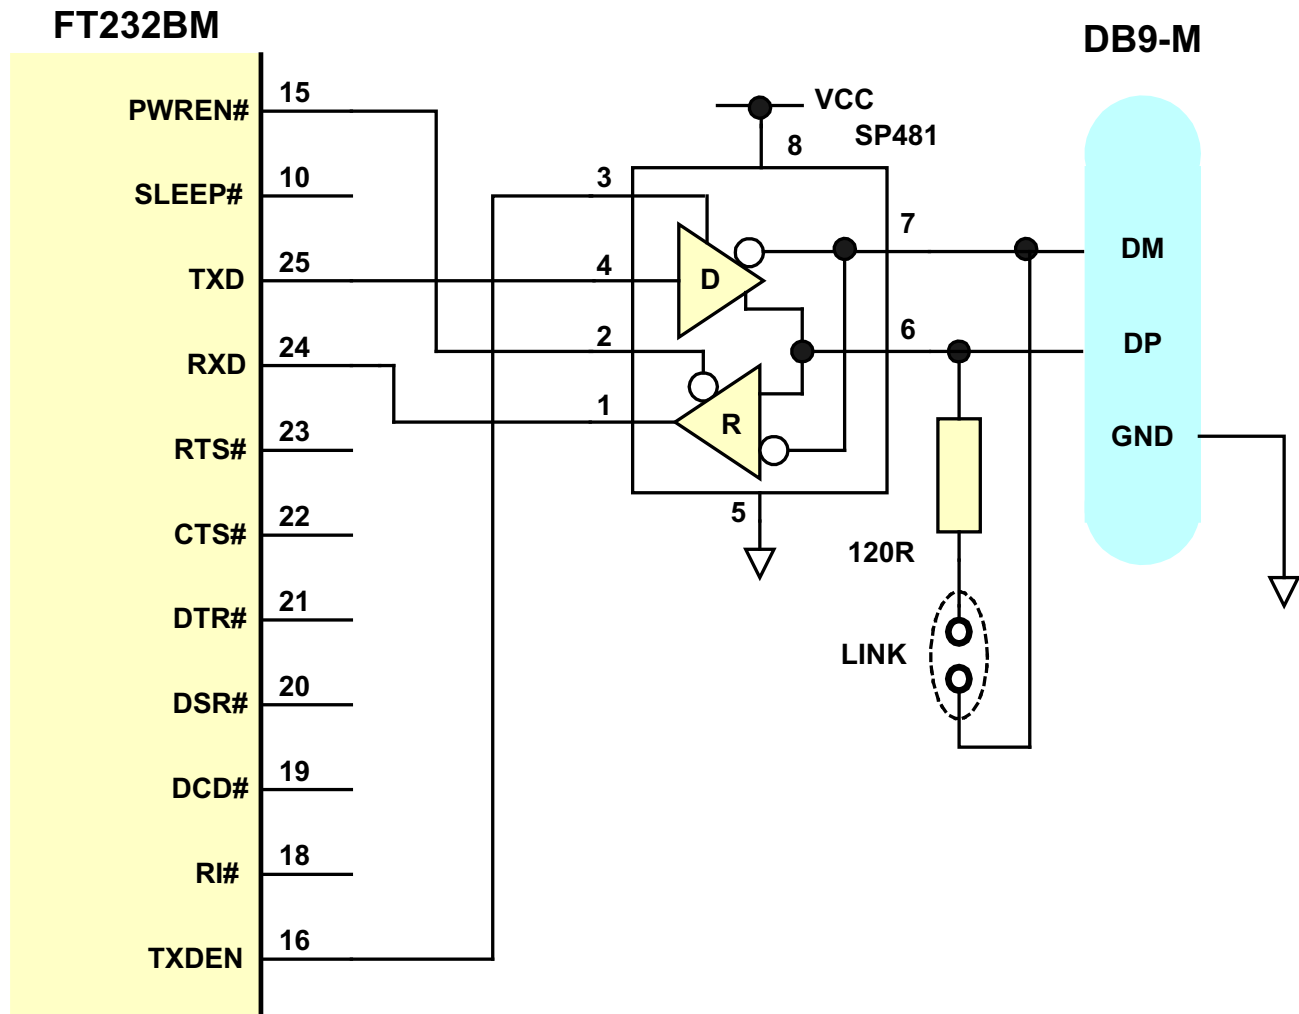 FT232BM
DB9-M
PWREN# 15
VCC
SP481
8
SLEEP# 10
3
7
DM
TXD 25
4
D
6
DP
RXD 24
2
1
R
GND
RTS# 23
5
CTS# 22
120R
DTR# 21
LINK
DSR# 20
DCD# 19
RI# 18
TXDEN 16